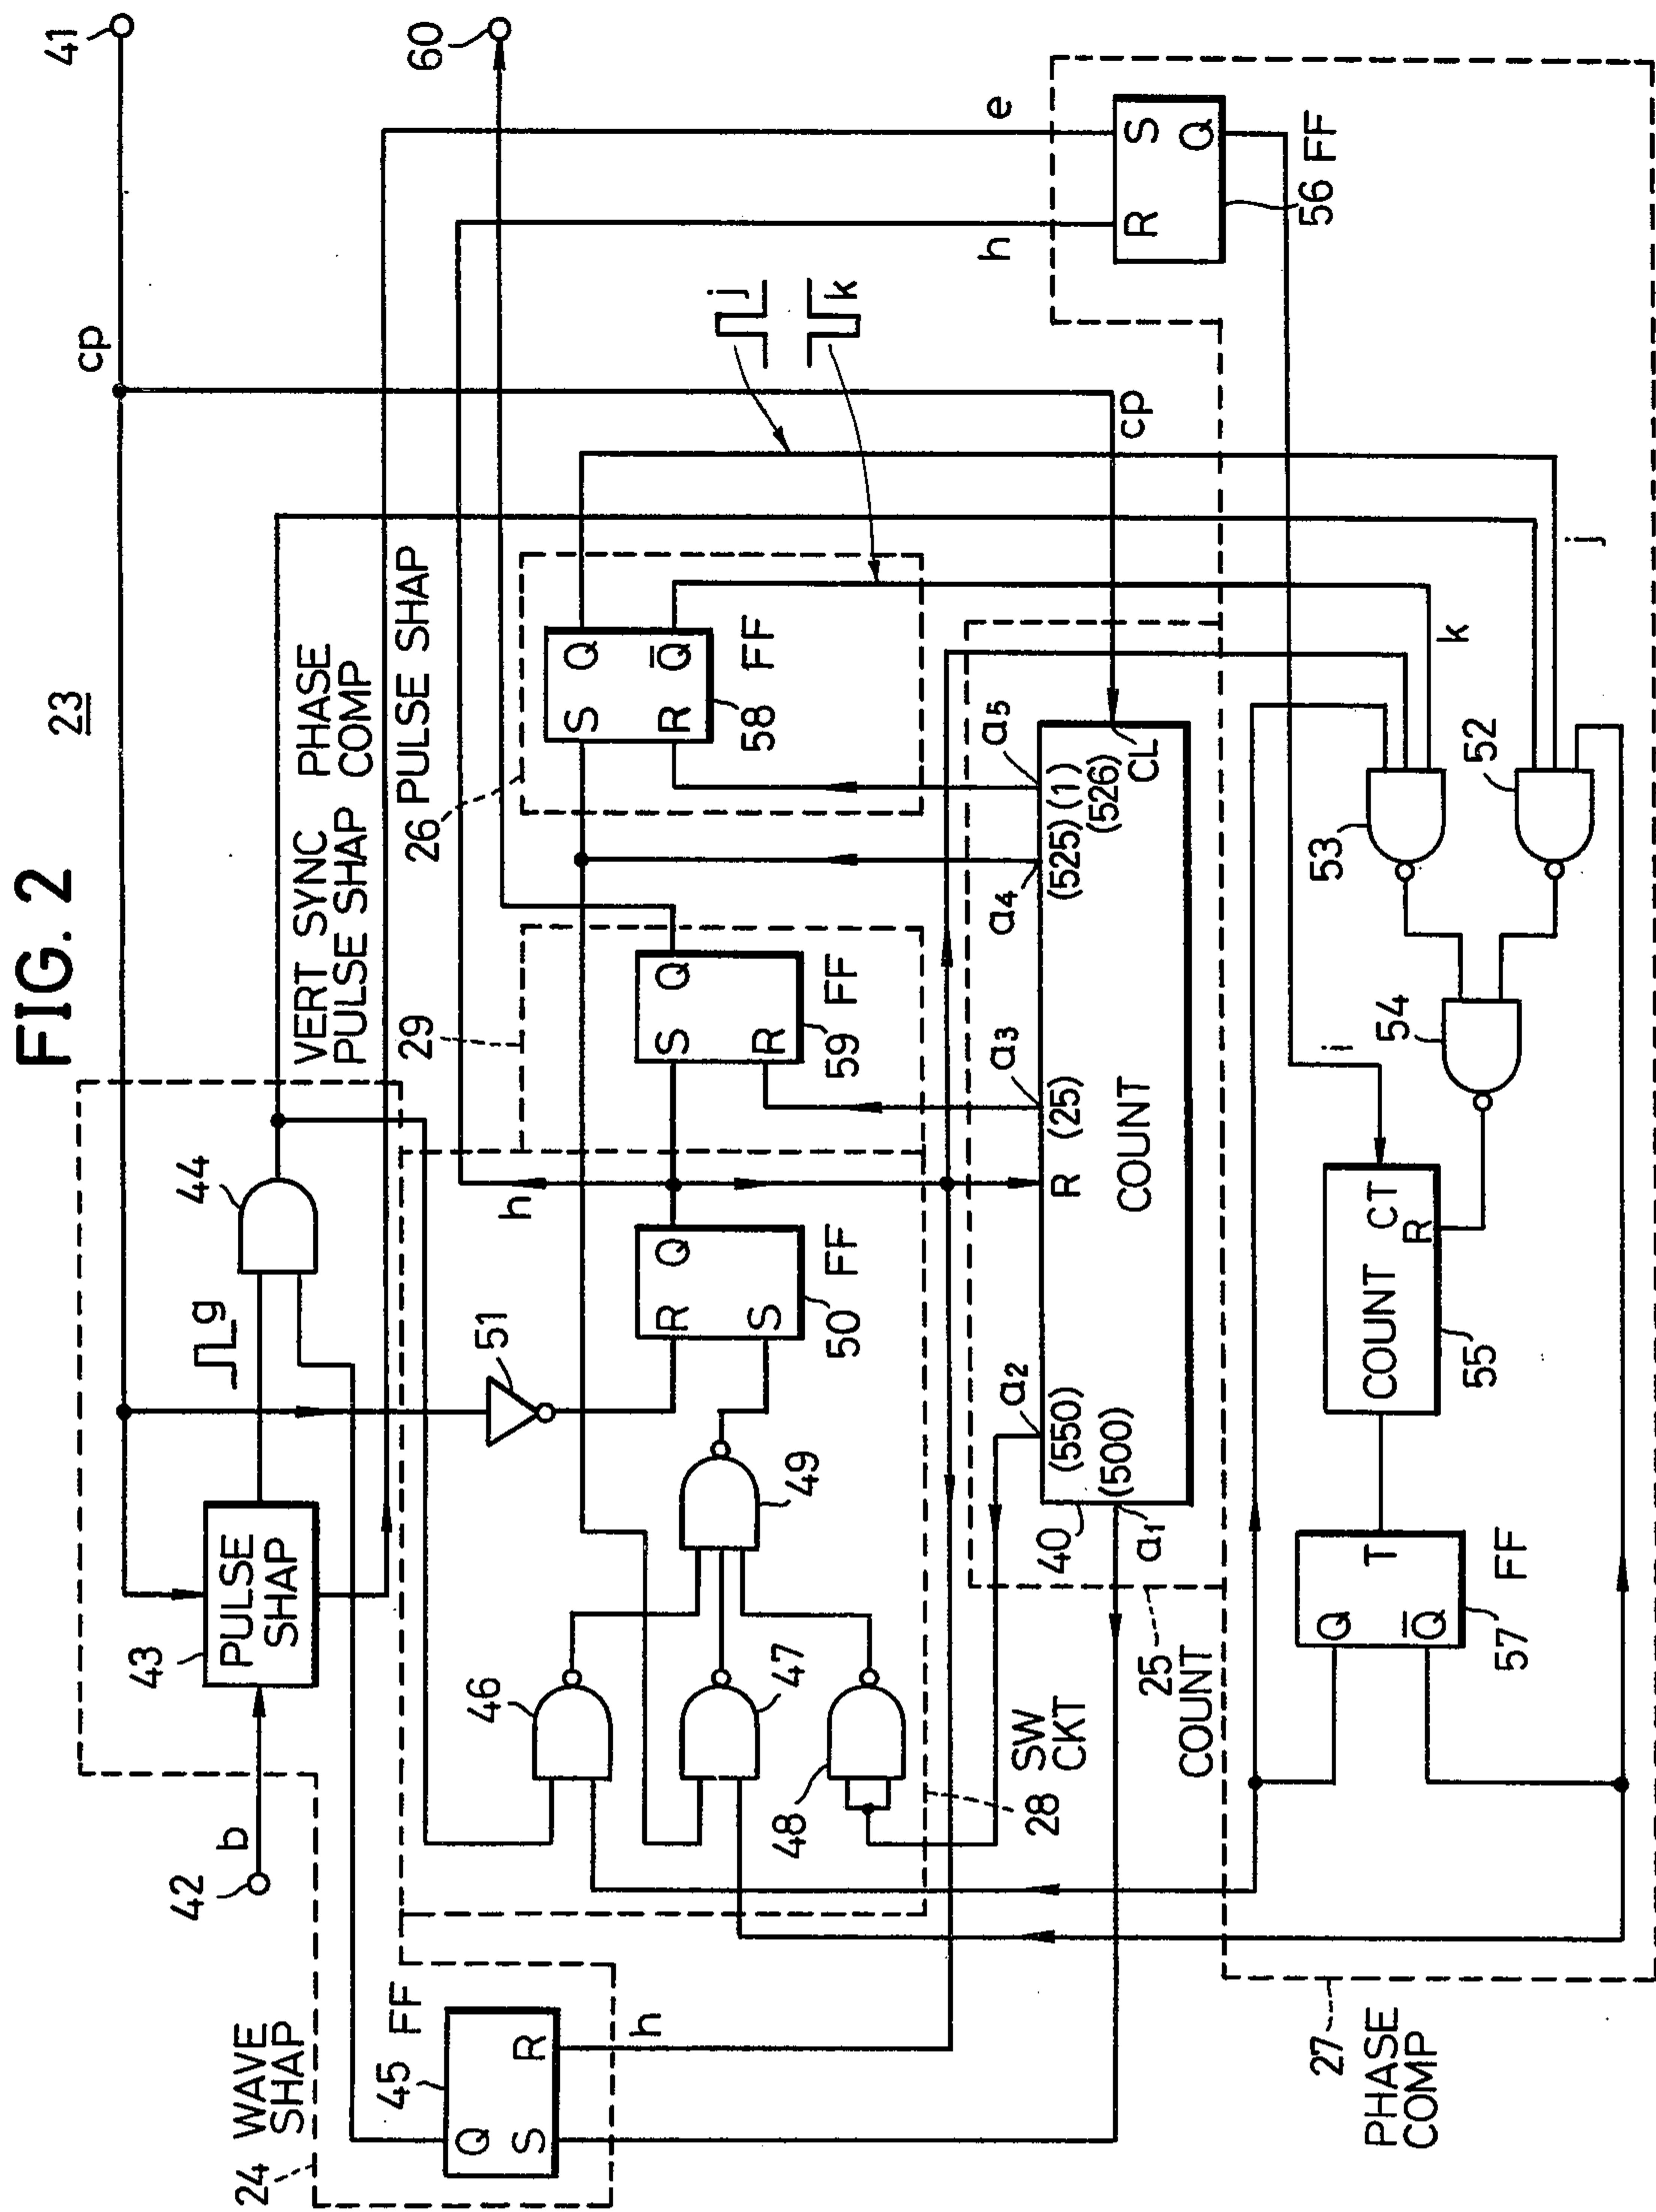 FIG. 2
23
24 WAVE
SHAP
42
b
43
PULSE
SHAP
g
44
VERT SYNC
PULSE SHAP
PHASE
COMP
cp
41
45
FF
Q
S
R
h
46
47
48
49
51
R
Q
S
50
FF
h
29
S
Q
R
59
FF
26 PULSE SHAP
S
Q
R
Q̅
58
FF
60
j
k
28
SW
CKT
25
COUNT
40
a1
(500)
a2
(550)
R
COUNT
a3
(25)
a4
(525)
a5
(1)
(526)
CL
cp
h
e
R
S
Q
56
FF
27
PHASE
COMP
Q
T
Q̅
57
FF
COUNT
CT
R
55
i
54
53
52
k
j